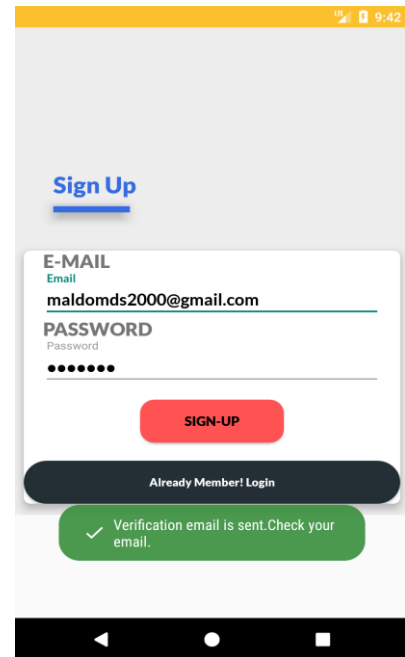 9:42
Sign Up
E-MAIL
Email
maldomds2000@gmail.com
PASSWORD
Password
•••••••
SIGN-UP
Already Member! Login
Verification email is sent.Check your
email.